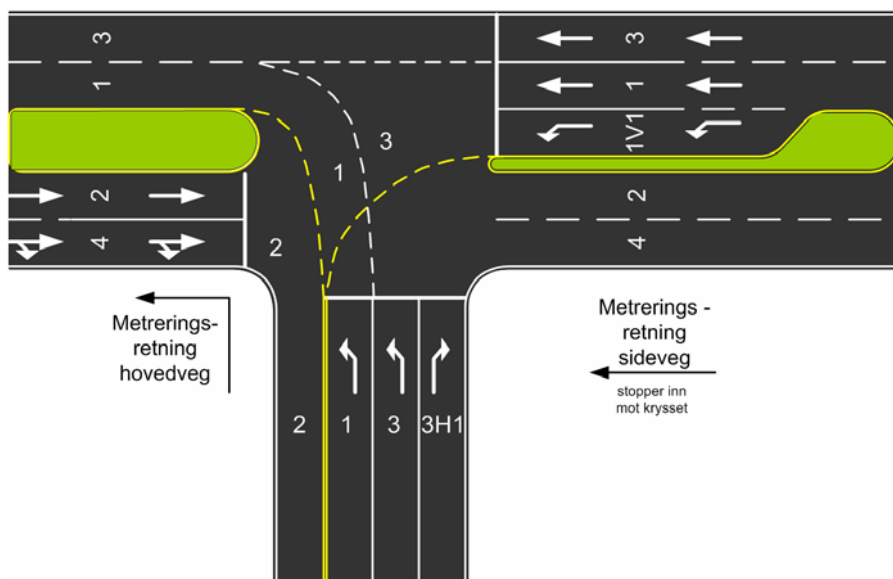 3
1
3
1
1V1
3
1
2
4
2
2
4
Metrerings-
retning
hovedveg
Metrerings -
retning
sideveg
stopper inn
mot krysset
2
1
3
3H1